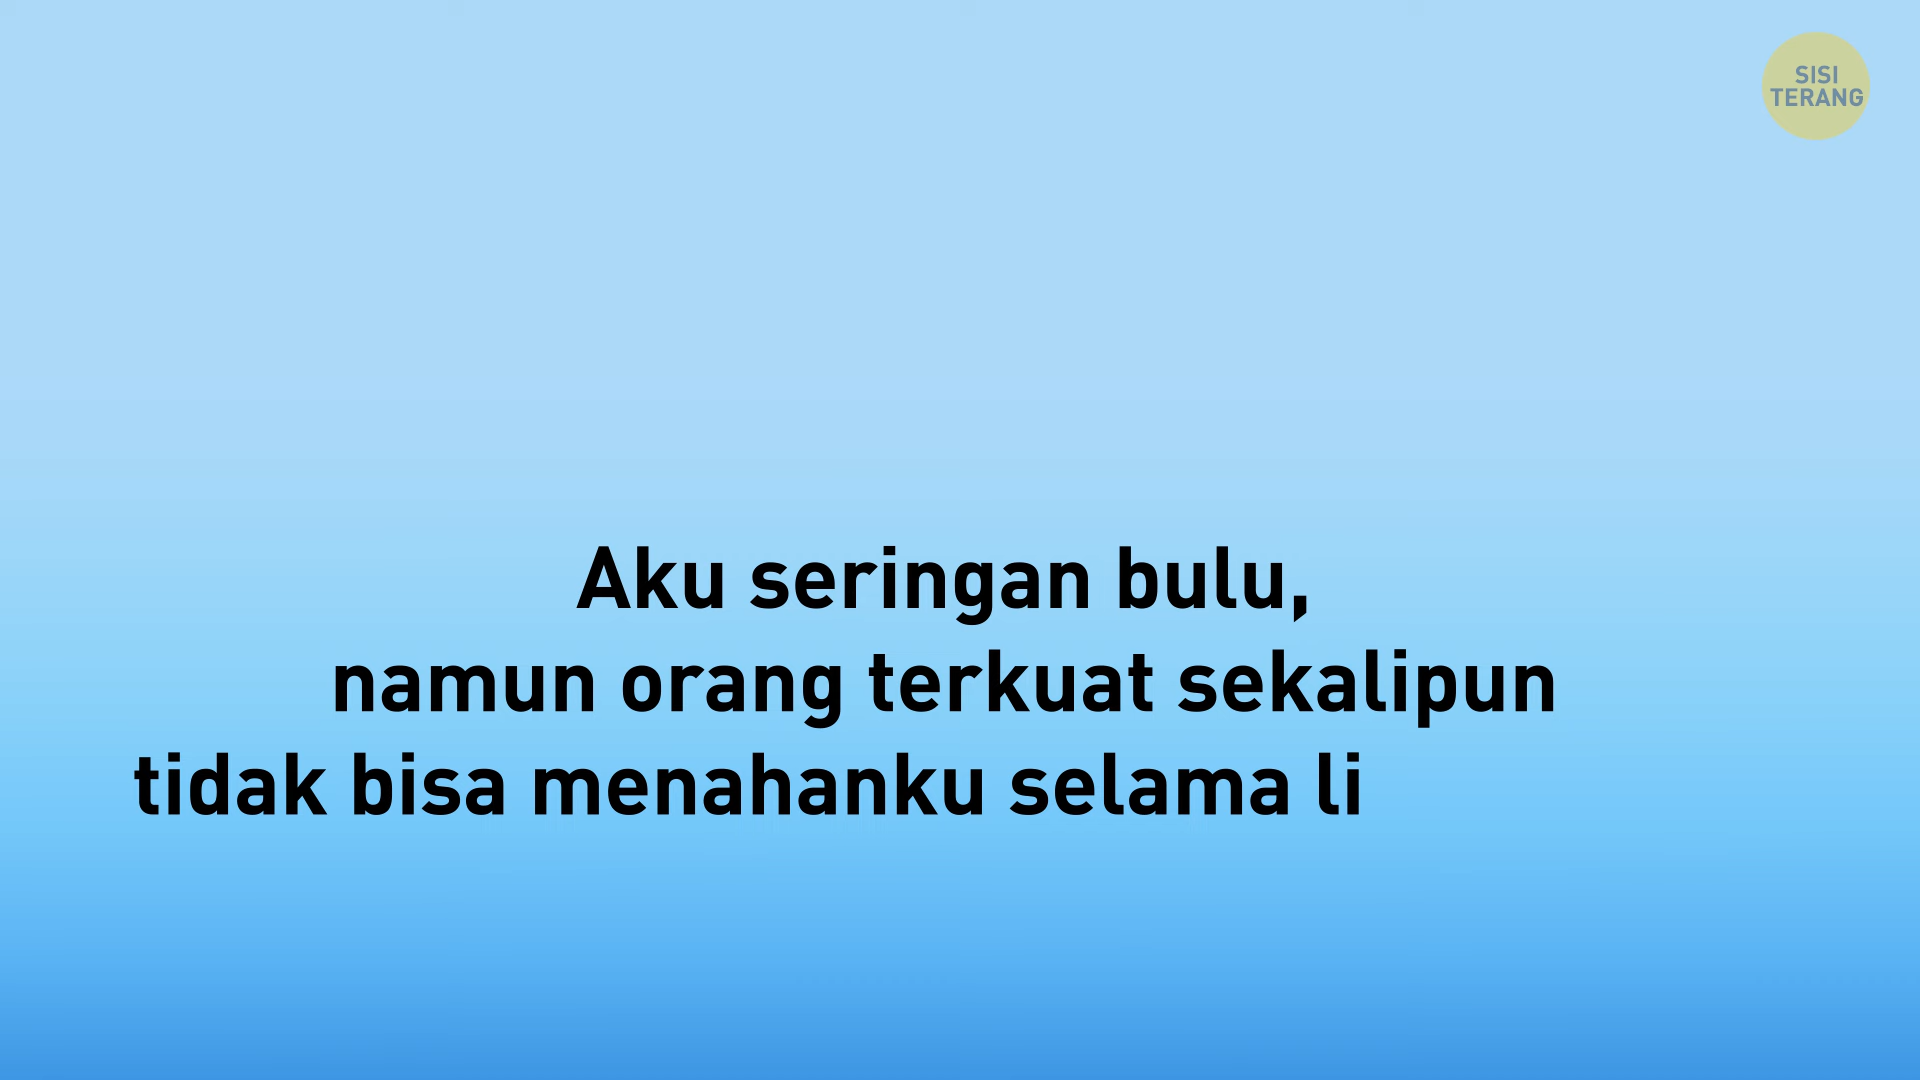 SISI
TERANG
Aku seringan bulu,
namun orang terkuat sekalipun
tidak bisa menahanku selama li